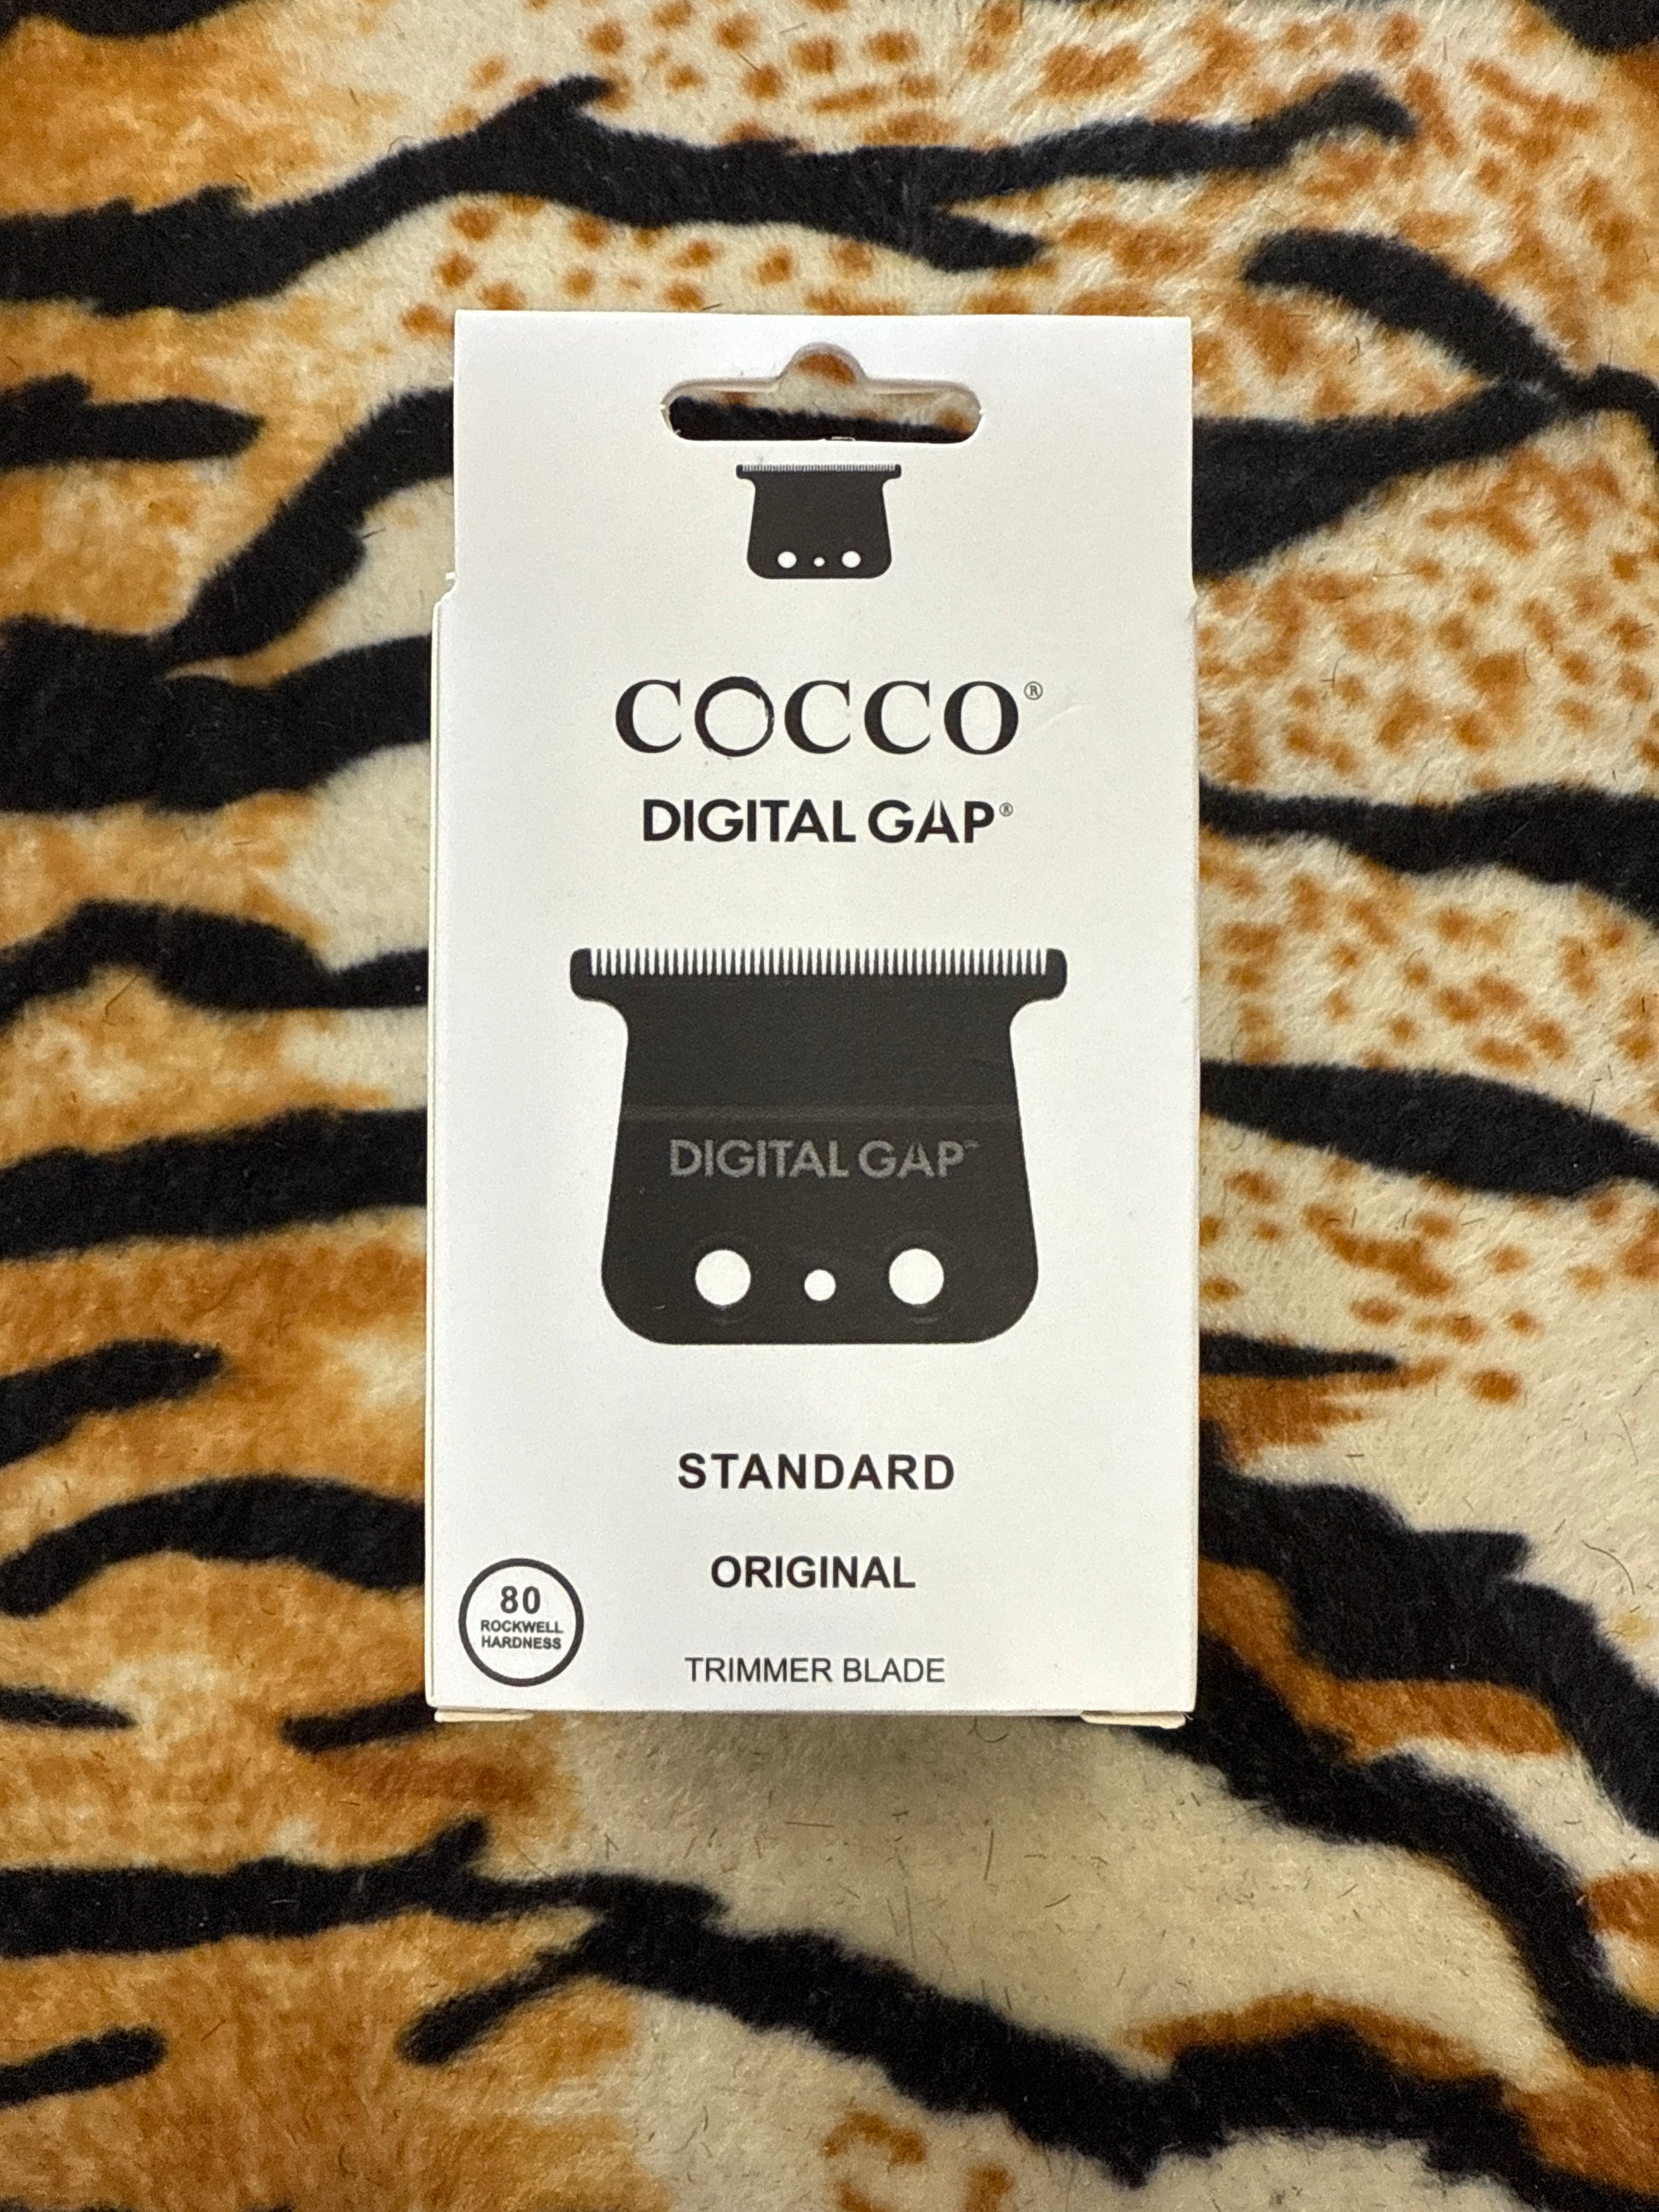 COCCO®
DIGITAL GAP®
DIGITAL GAP™
STANDARD
ORIGINAL
80
ROCKWELL
HARDNESS
TRIMMER BLADE